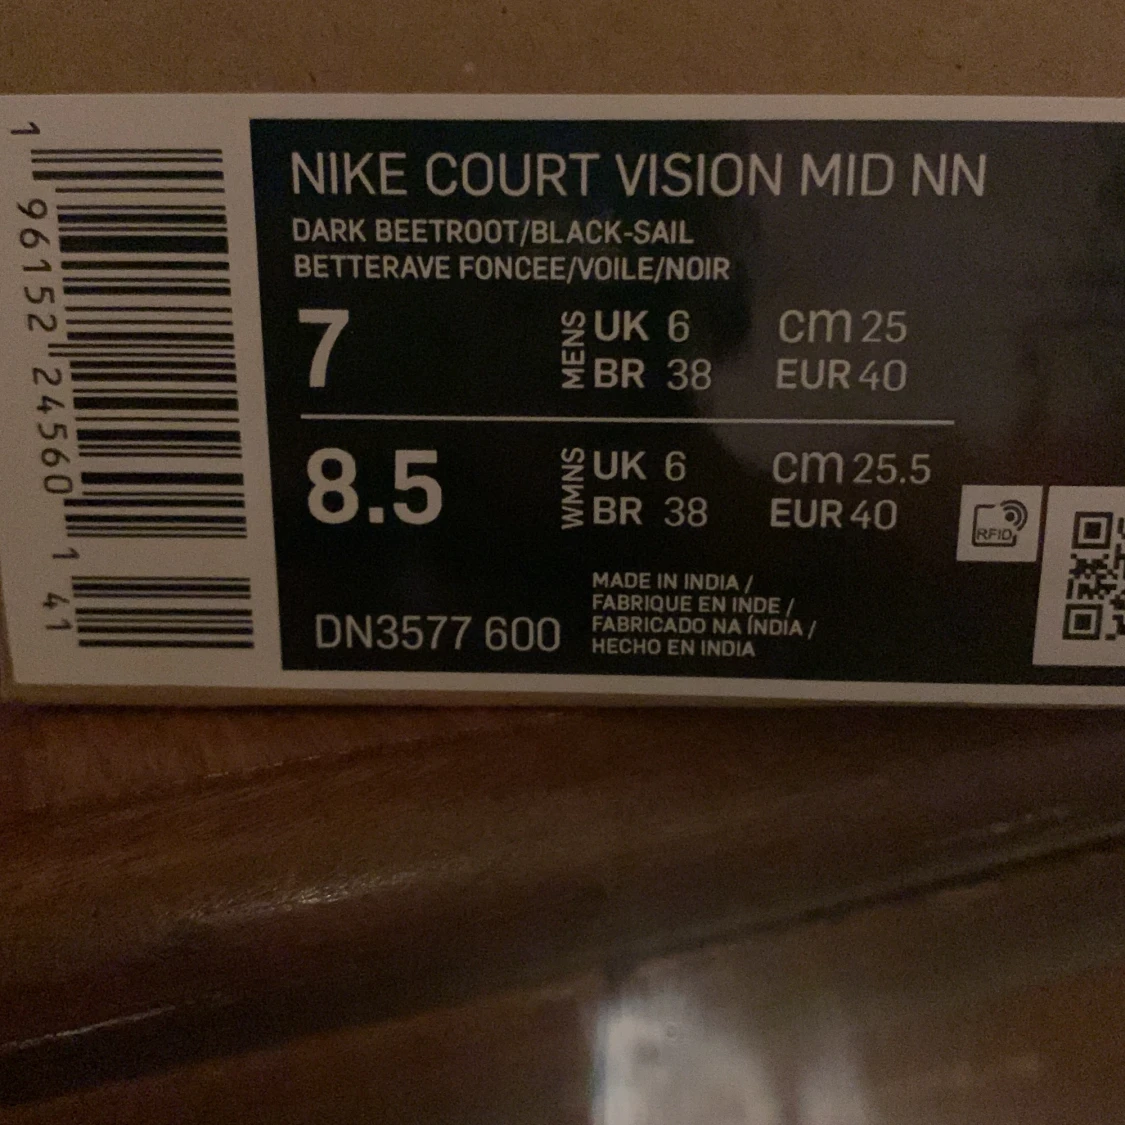 NIKE COURT VISION MID NN
DARK BEETROOT/BLACK-SAIL
BETTERAVE FONCEE/VOILE/NOIR
7
MENS
UK 6 cm 25
BR 38 EUR 40
8.5
WMNS
UK 6 cm 25.5
BR 38 EUR 40
RFID
DN3577 600
MADE IN INDIA /
FABRIQUE EN INDE /
FABRICADO NA ÍNDIA /
HECHO EN INDIA
1 96152 24560 1 41